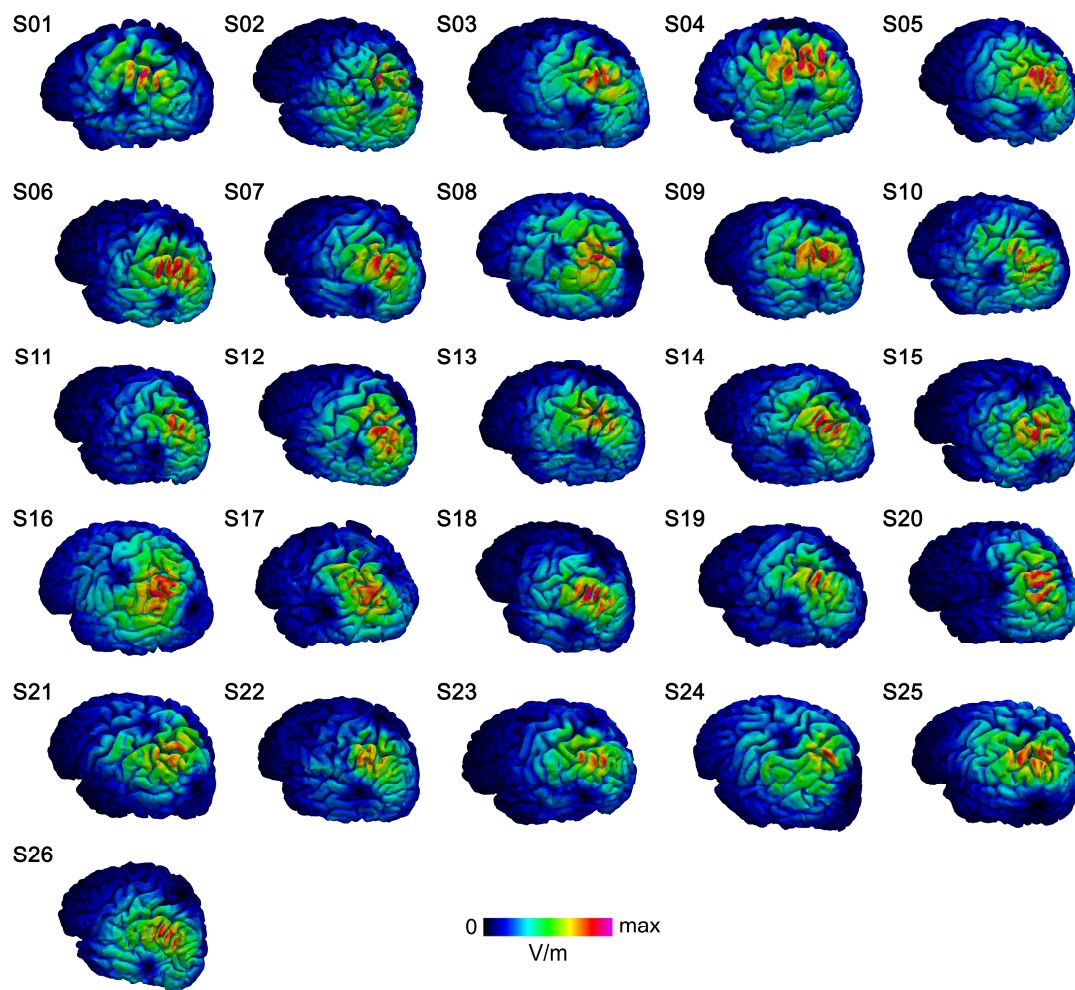 S01 S02 S03 S04 S05
S06 S07 S08 S09 S10
S11 S12 S13 S14 S15
S16 S17 S18 S19 S20
S21 S22 S23 S24 S25
S26
0 max
V/m